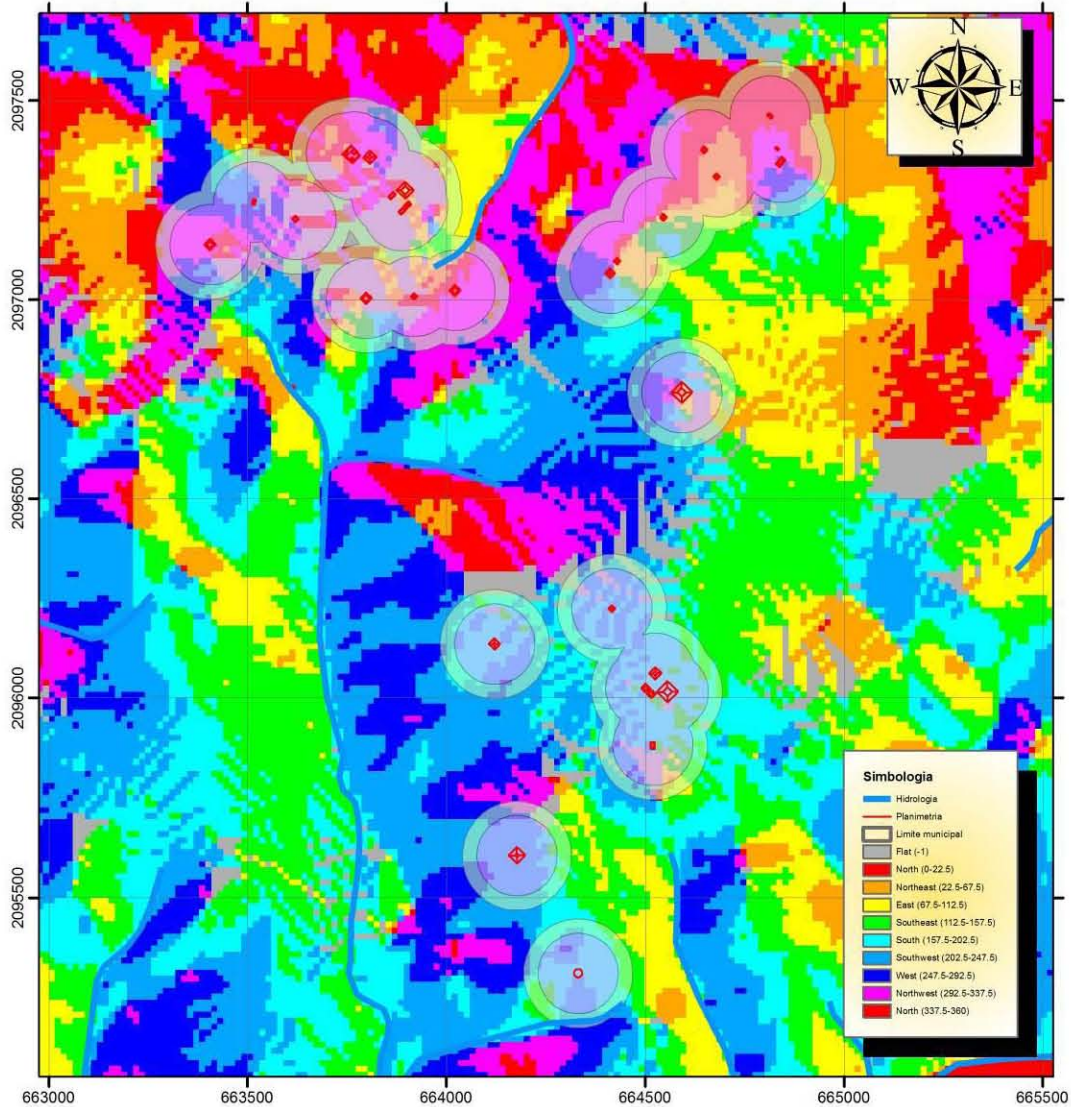 N
W E
S
2097500
2097000
2096500
2096000
2095500
Simbologia
Hidrologia
Planimetria
Limite municipal
Flat (-1)
North (0-22.5)
Northeast (22.5-67.5)
East (67.5-112.5)
Southeast (112.5-157.5)
South (157.5-202.5)
Southwest (202.5-247.5)
West (247.5-292.5)
Northwest (292.5-337.5)
North (337.5-360)
663000 663500 664000 664500 665000 665500